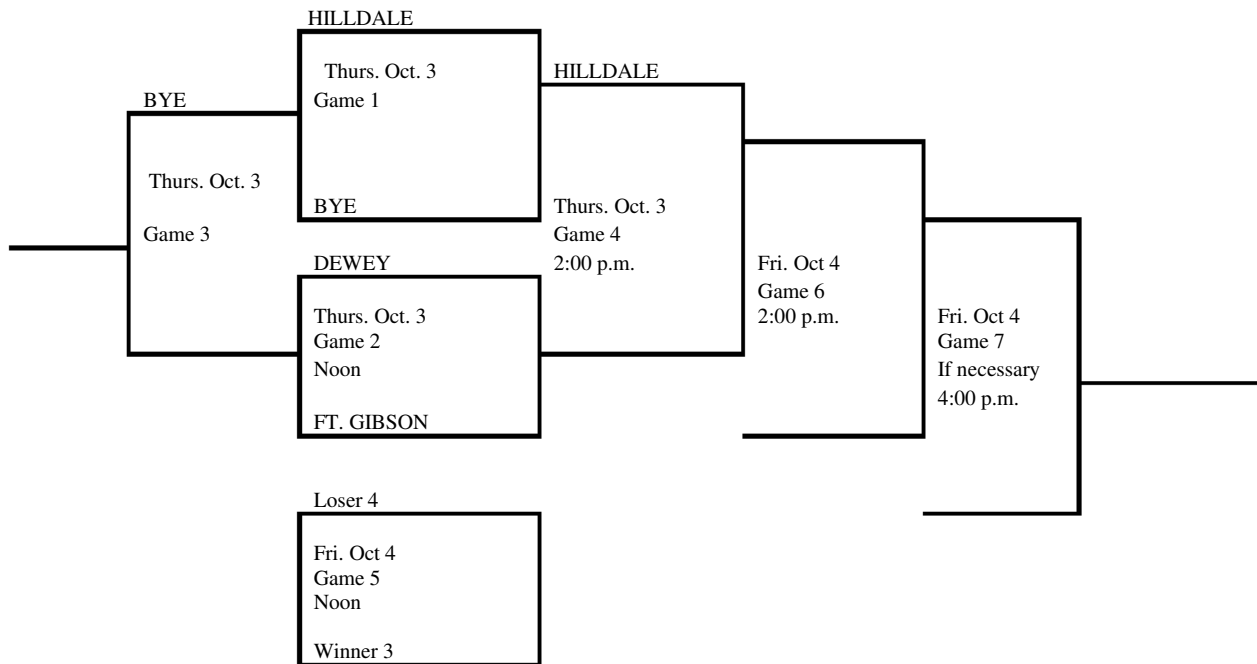 HILLDALE
Thurs. Oct. 3
Game 1
BYE
HILLDALE
BYE
Thurs. Oct. 3
Game 3
DEWEY
Thurs. Oct. 3
Game 2
Noon
FT. GIBSON
Thurs. Oct. 3
Game 4
2:00 p.m.
Fri. Oct 4
Game 6
2:00 p.m.
Fri. Oct 4
Game 7
If necessary
4:00 p.m.
Loser 4
Fri. Oct 4
Game 5
Noon
Winner 3